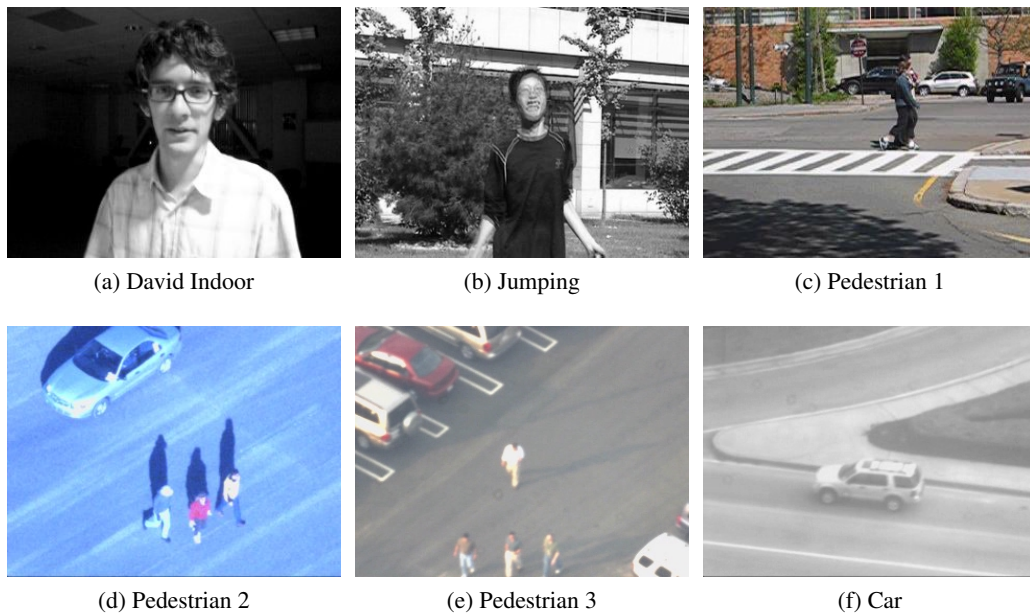 (a) David Indoor
(b) Jumping
(c) Pedestrian 1
(d) Pedestrian 2
(e) Pedestrian 3
(f) Car